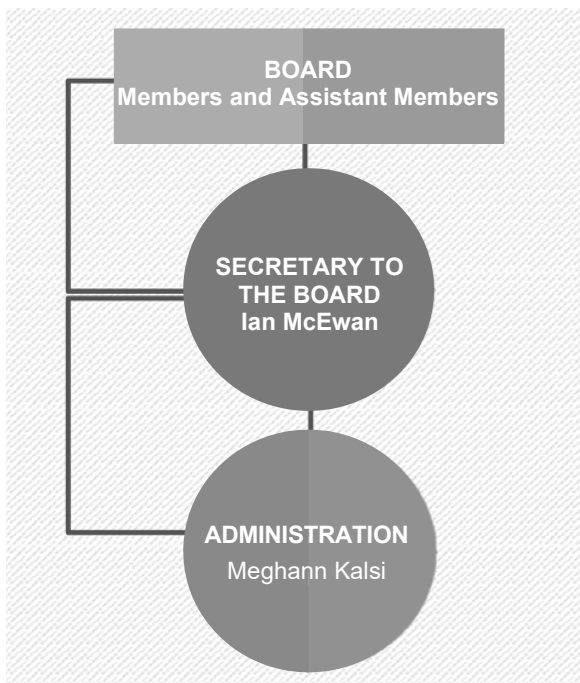 BOARD
Members and Assistant Members
SECRETARY TO
THE BOARD
Ian McEwan
ADMINISTRATION
Meghann Kalsi